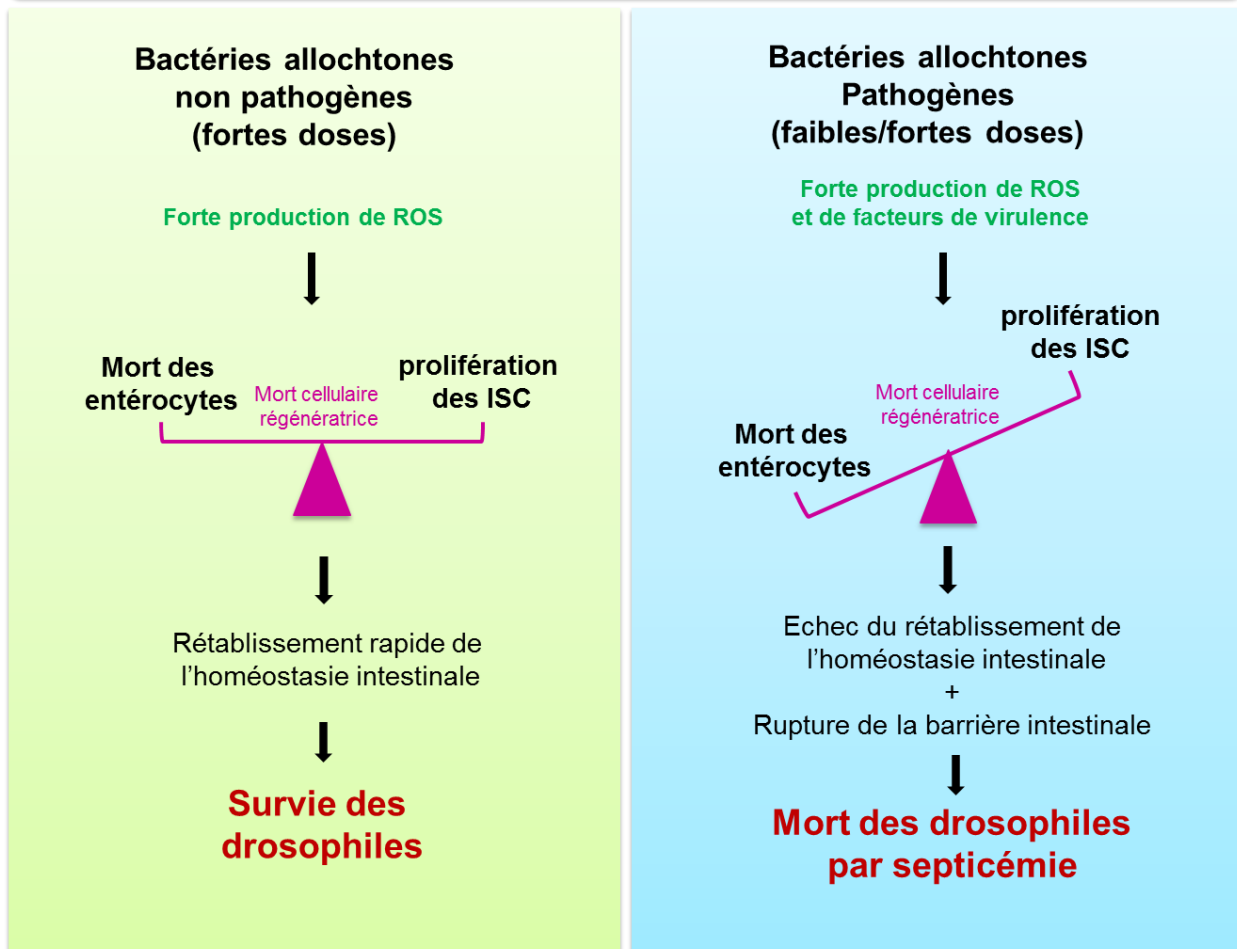 Bactéries allochtones
non pathogènes
(fortes doses)
Forte production de ROS
Mort des
entérocytes
Mort cellulaire
régénératrice
prolifération
des ISC
Rétablissement rapide de
l’homéostasie intestinale
Survie des
drosophiles
Bactéries allochtones
Pathogènes
(faibles/fortes doses)
Forte production de ROS
et de facteurs de virulence
prolifération
des ISC
Mort cellulaire
régénératrice
Mort des
entérocytes
Echec du rétablissement de
l’homéostasie intestinale
+
Rupture de la barrière intestinale
Mort des drosophiles
par septicémie